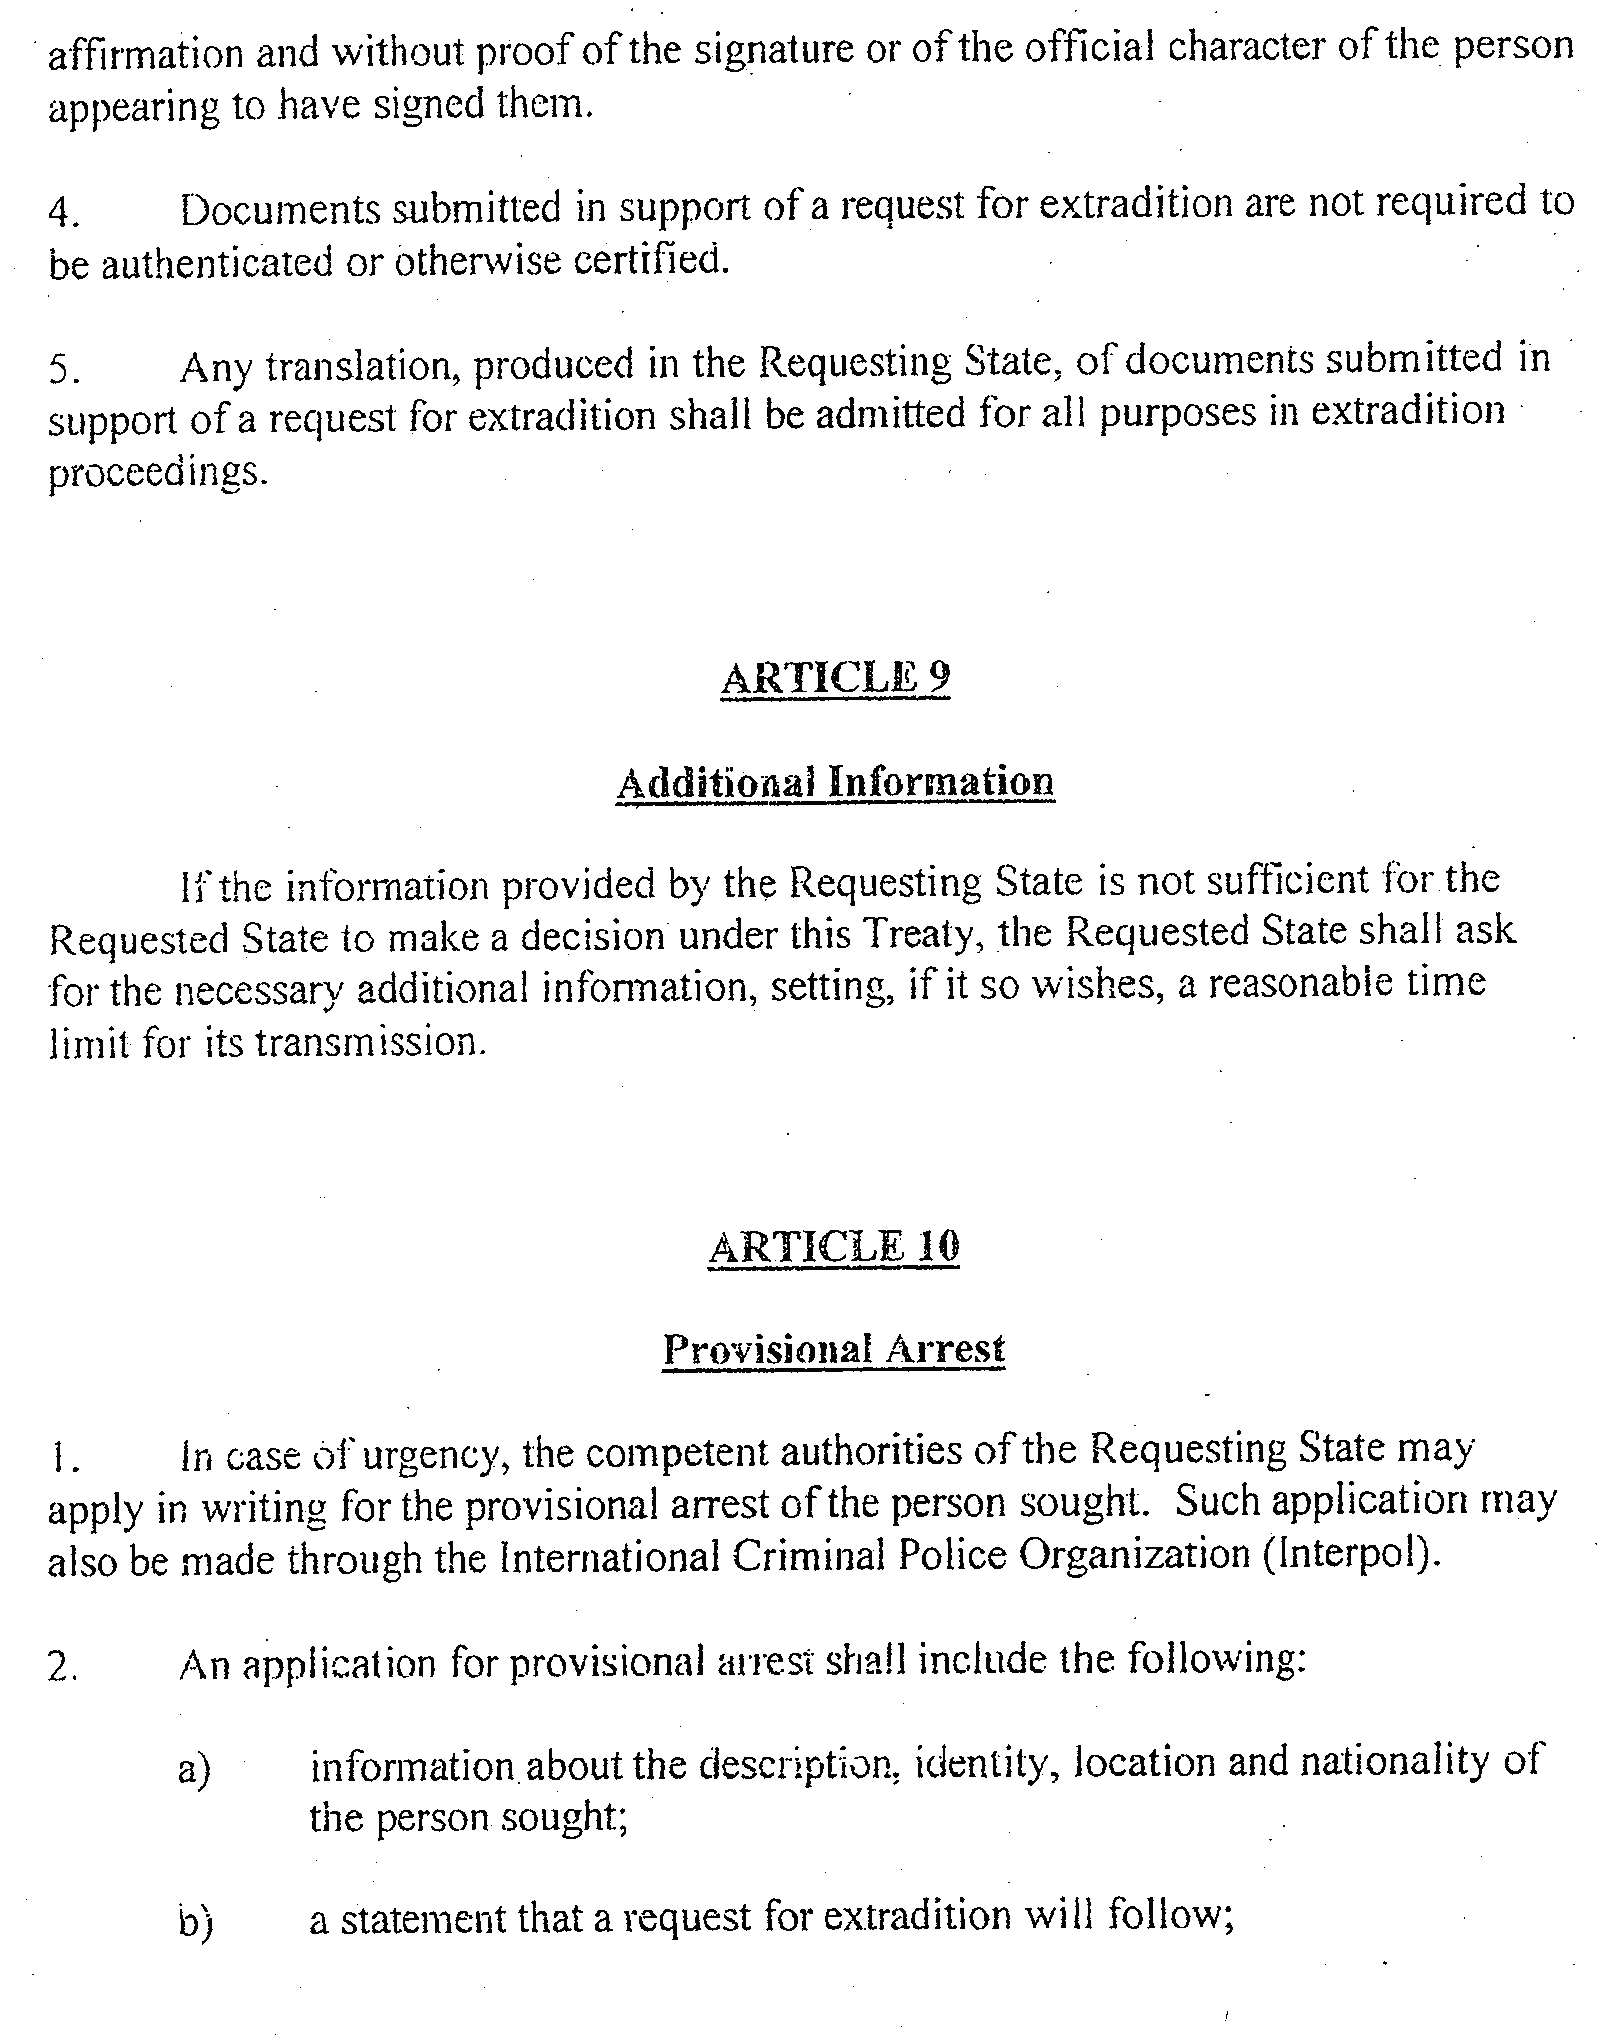 affirmation and without proof of the signature or of the official character of the person
appearing to have signed them.
4. Documents submitted in support of a request for extradition are not required to
be authenticated or otherwise certified.
5. Any translation, produced in the Requesting State, of documents submitted in
support of a request for extradition shall be admitted for all purposes in extradition
proceedings.
ARTICLE 9
Additional Information
If the information provided by the Requesting State is not sufficient for the
Requested State to make a decision under this Treaty, the Requested State shall ask
for the necessary additional information, setting, if it so wishes, a reasonable time
limit for its transmission.
ARTICLE 10
Provisional Arrest
1. In case of urgency, the competent authorities of the Requesting State may
apply in writing for the provisional arrest of the person sought. Such application may
also be made through the International Criminal Police Organization (Interpol).
2. An application for provisional arrest shall include the following:
a) information about the description, identity, location and nationality of
the person sought;
b) a statement that a request for extradition will follow;